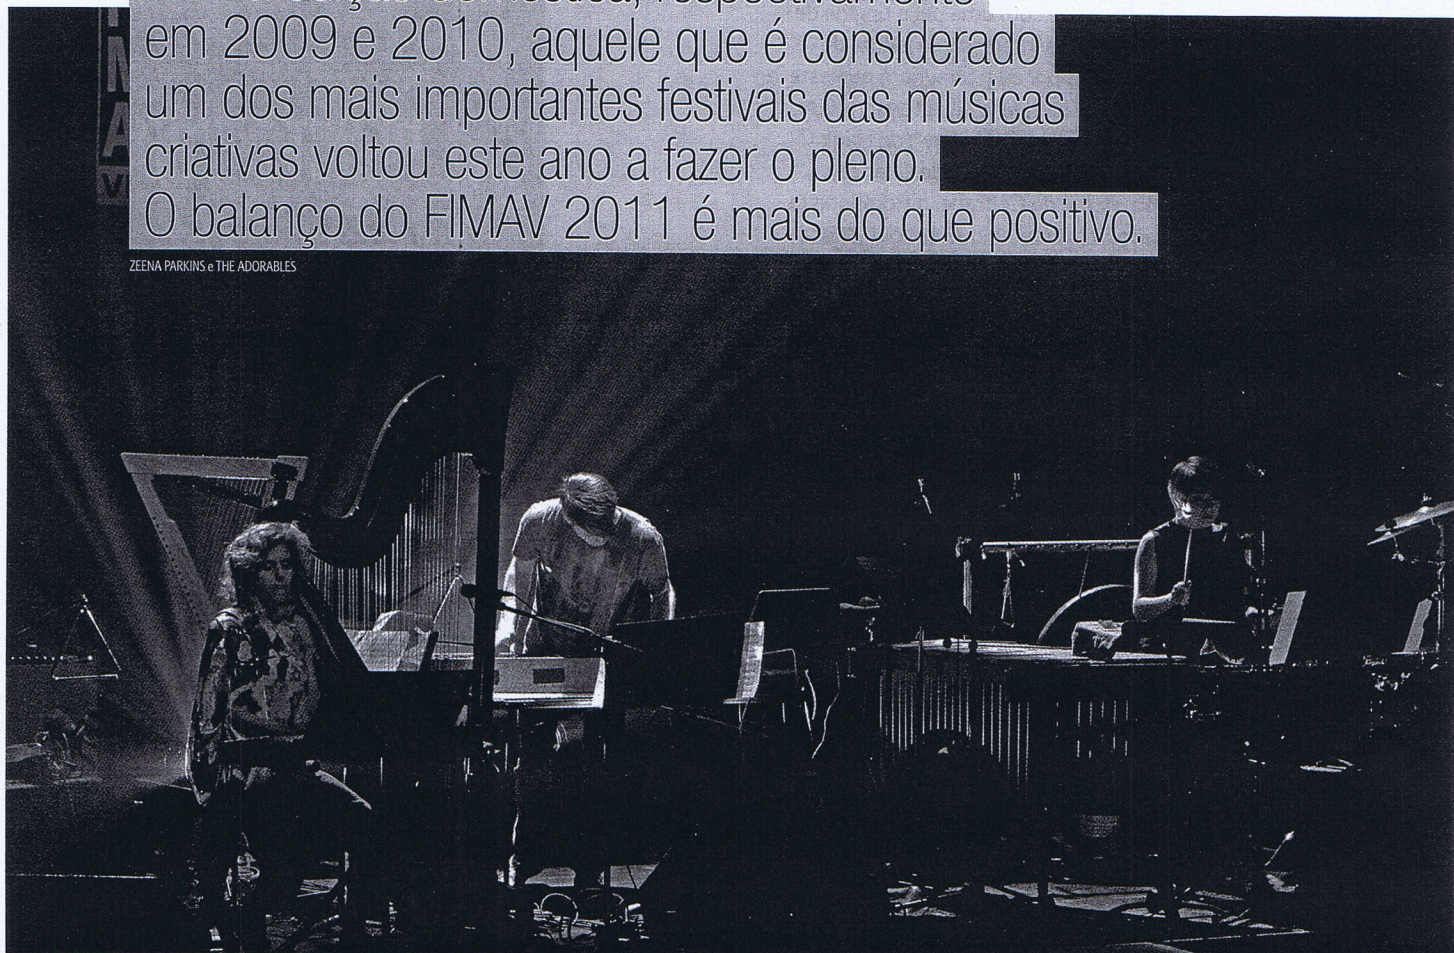 respetivamente
em 2009 e 2010, aquele que é considerado
um dos mais importantes festivais das músicas
criativas voltou este ano a fazer o pleno.
O balanço do FIMAV 2011 é mais do que positivo.
ZEENA PARKINS e THE ADORABLES